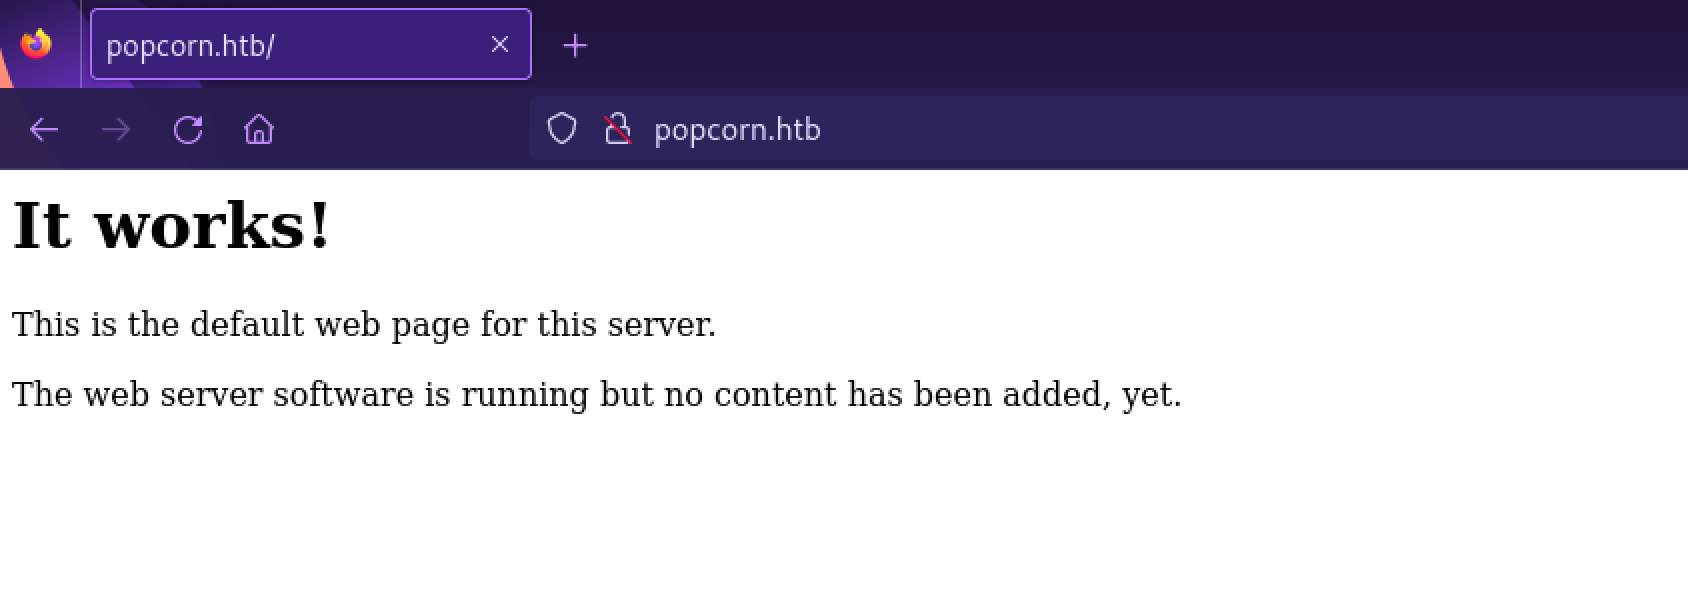 popcorn.htb/
popcorn.htb
It works!
This is the default web page for this server.
The web server software is running but no content has been added, yet.